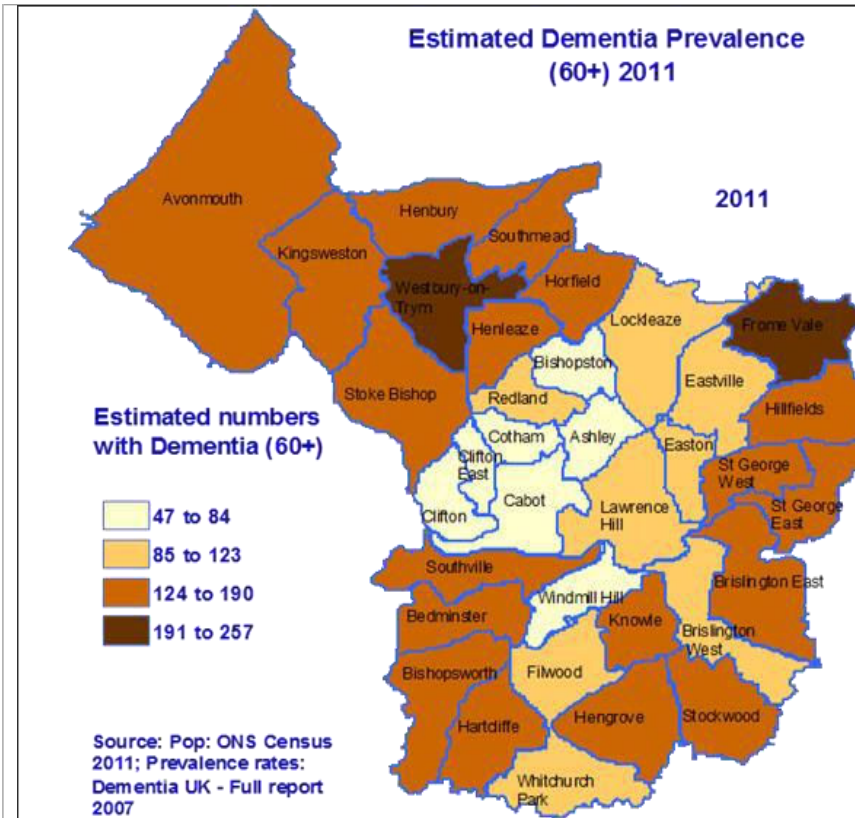 Estimated Dementia Prevalence
(60+) 2011
2011
Avonmouth
Henbury
Southmead
Kingsweston
Horfield
Westbury-on-
Trym
Lockleaze
Frome Vale
Henleaze
Bishopston
Eastville
Stoke Bishop
Redland
Hillfields
Estimated numbers
with Dementia (60+)
Cotham
Ashley
Easton
Clifton
East
St George
West
Cabot
Lawrence
Hill
St George
East
Clifton
47 to 84
85 to 123
124 to 190
191 to 257
Southville
Brislington East
Windmill Hill
Bedminster
Knowle
Brislington
West
Bishopsworth
Filwood
Hartcliffe
Hengrove
Stockwood
Whitchurch
Park
Source: Pop: ONS Census
2011; Prevalence rates:
Dementia UK - Full report
2007